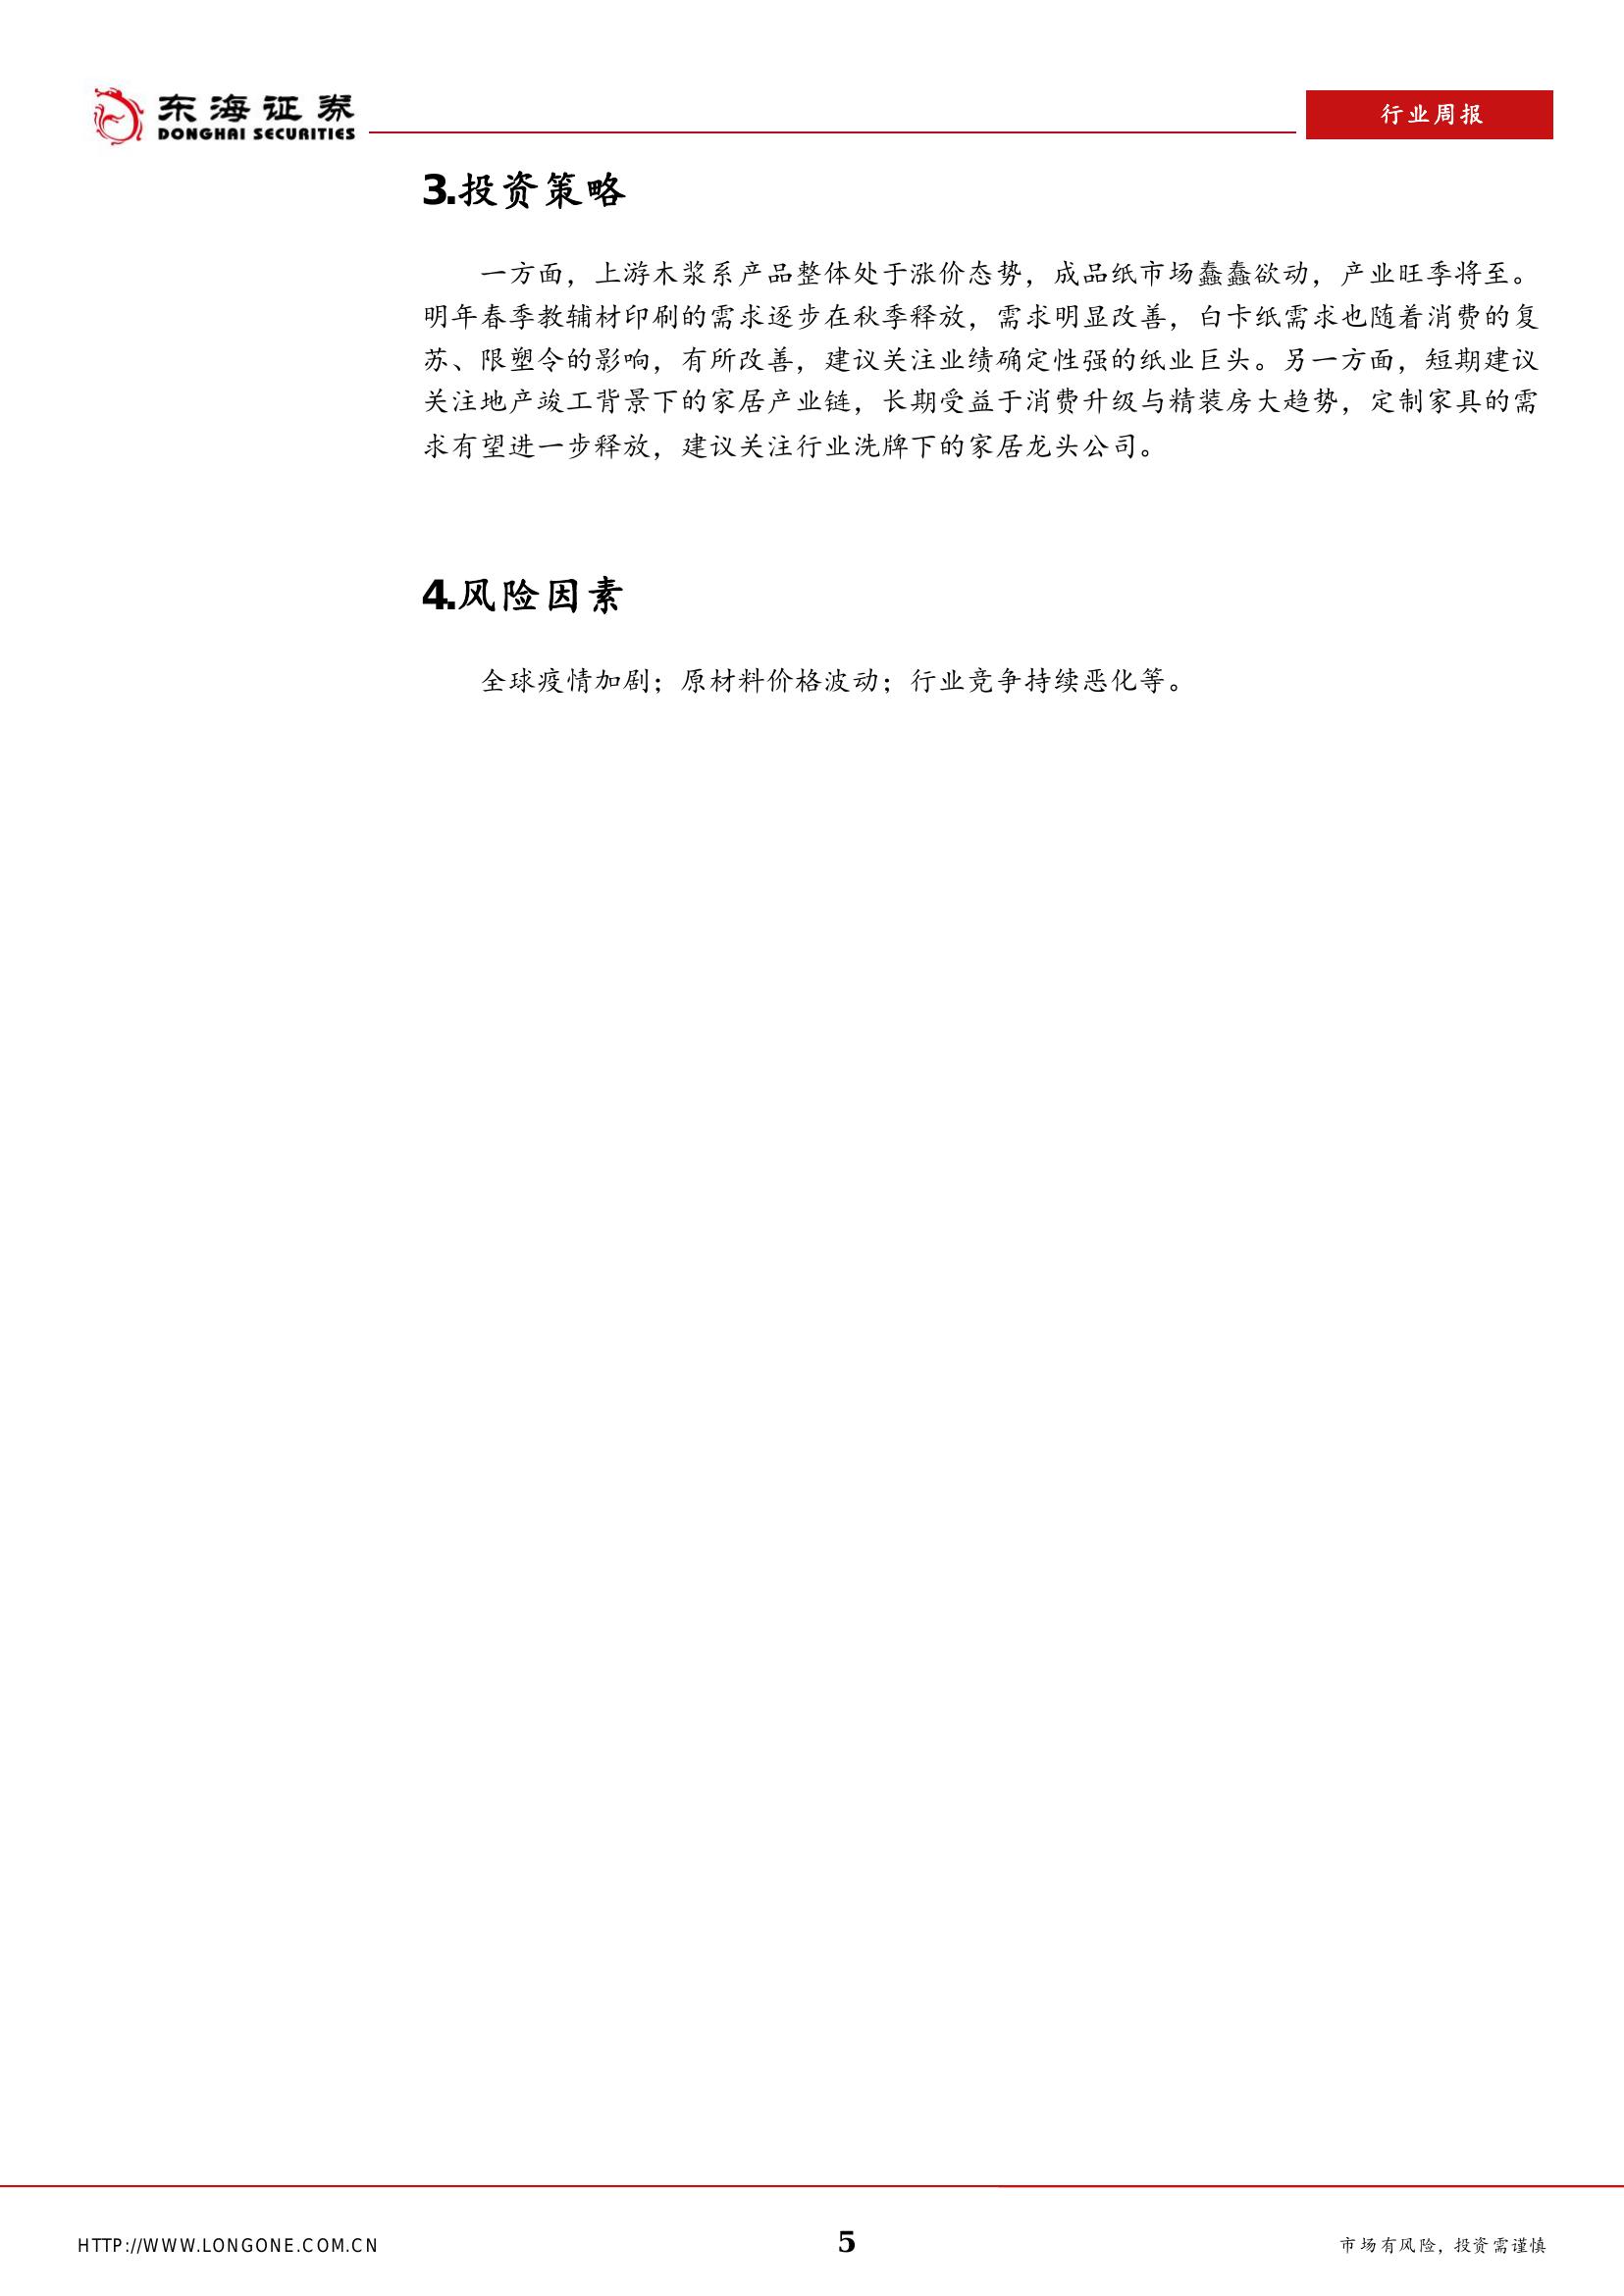 东海证券
DONGHAI SECURITIES
行业周报
3.投资策略
一方面，上游木浆系产品整体处于涨价态势，成品纸市场蠢蠢欲动，产业旺季将至。
明年春季教辅材印刷的需求逐步在秋季释放，需求明显改善，白卡纸需求也随着消费的复
苏、限塑令的影响，有所改善，建议关注业绩确定性强的纸业巨头。另一方面，短期建议
关注地产竣工背景下的家居产业链，长期受益于消费升级与精装房大趋势，定制家具的需
求有望进一步释放，建议关注行业洗牌下的家居龙头公司。
4.风险因素
全球疫情加剧；原材料价格波动；行业竞争持续恶化等。
HTTP://WWW.LONGONE.COM.CN
5
市场有风险，投资需谨慎